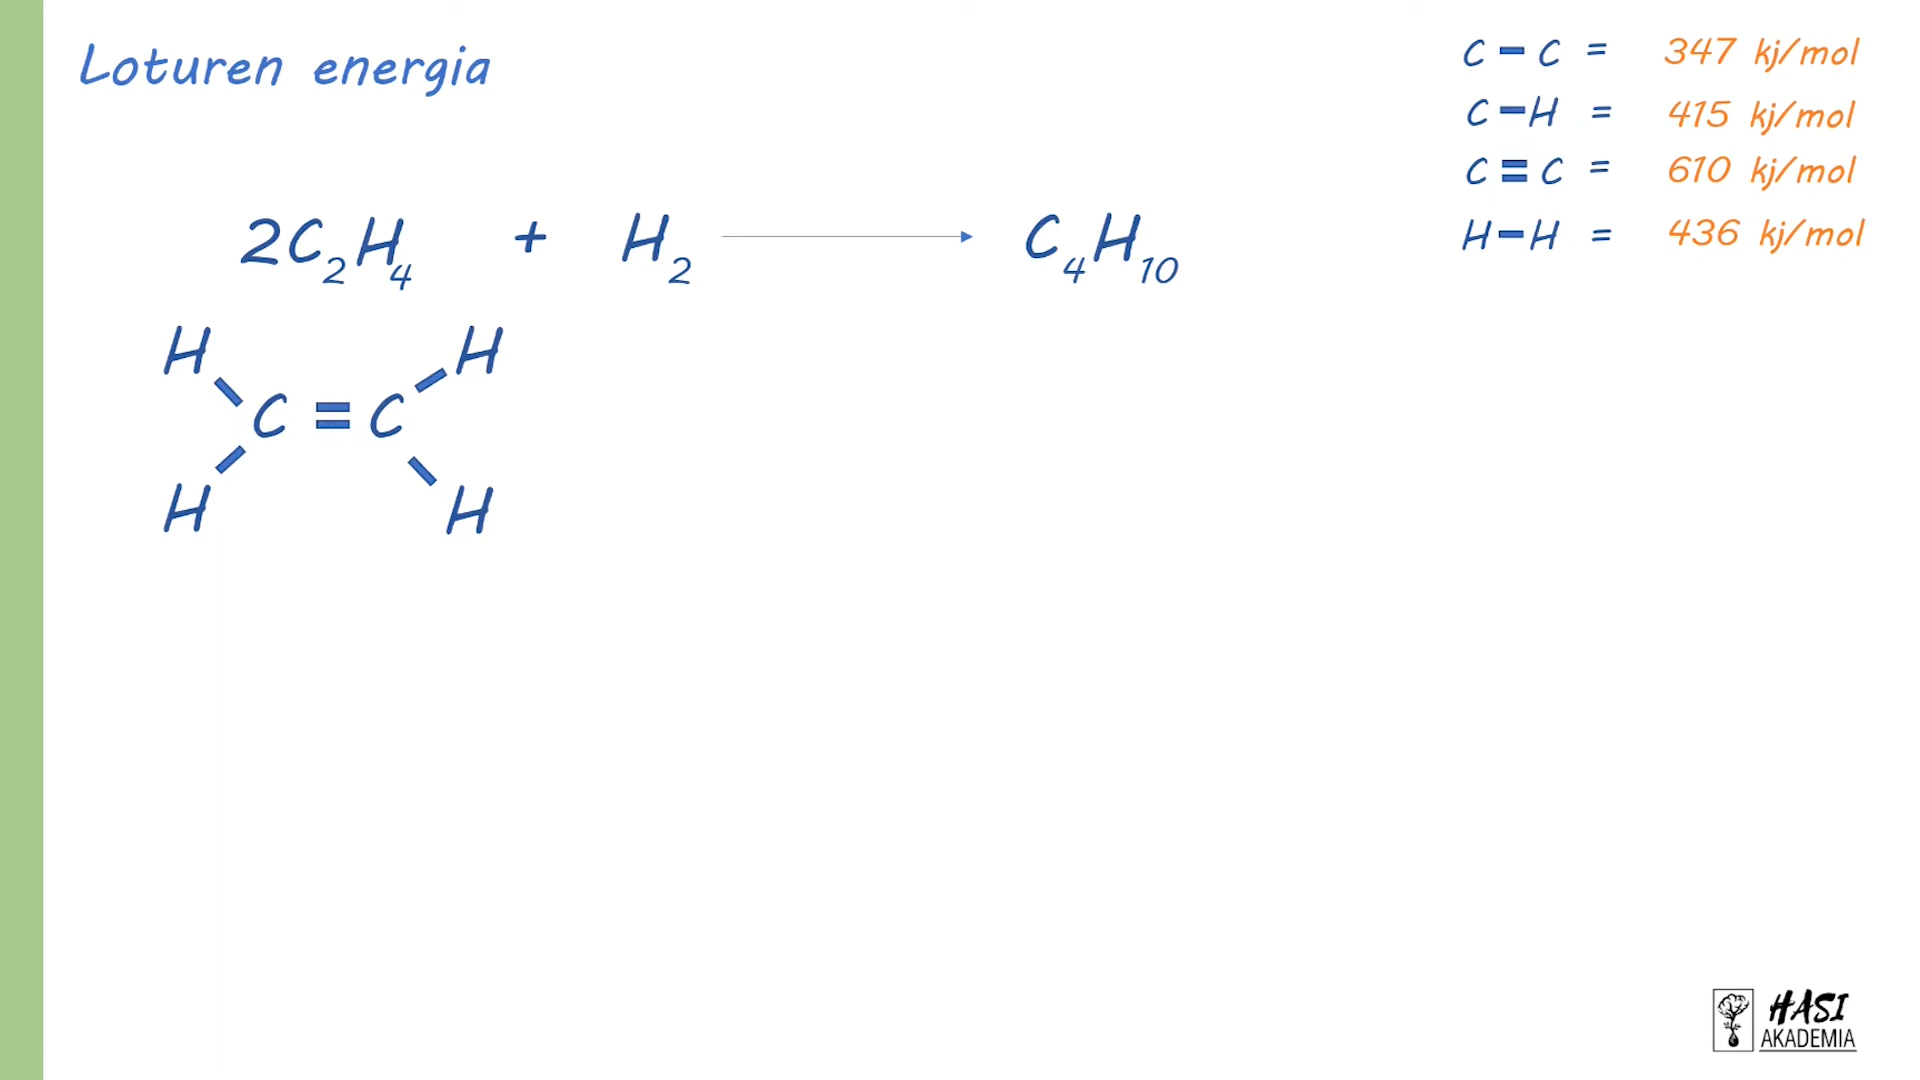 Loturen energia
C - C = 347 kj/mol
C - H = 415 kj/mol
C = C = 610 kj/mol
H - H = 436 kj/mol
2C₂H₄ + H₂ → C₄H₁₀
H H
C = C
H H
HASI
AKADEMIA